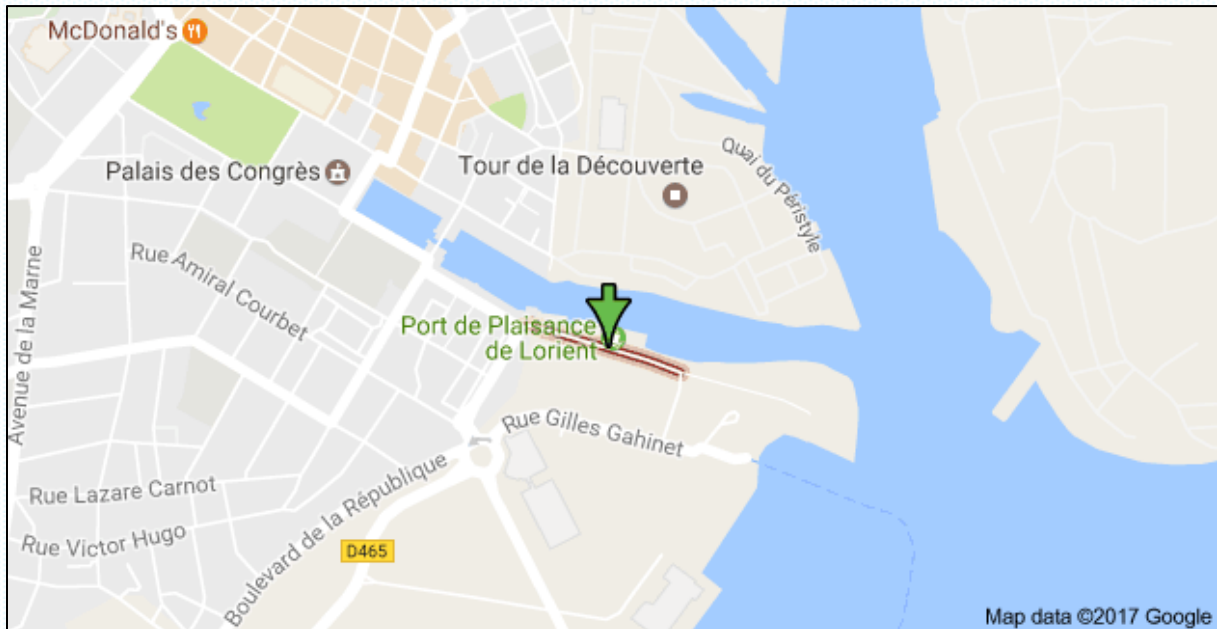 McDonald's
Palais des Congrès
Tour de la Découverte
Quai du Péristyle
Rue Amiral Courbet
Avenue de la Marne
Port de Plaisance
de Lorient
Rue Gilles Gahinet
Rue Lazare Carnot
Rue Victor Hugo
Boulevard de la République
D465
Map data ©2017 Google